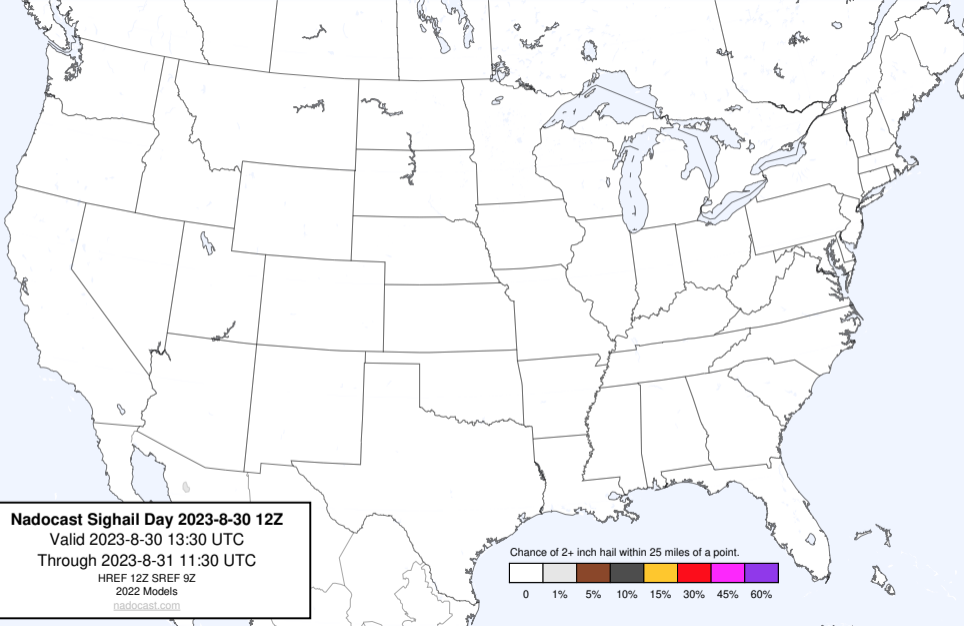 Nadocast Sighail Day 2023-8-30 12Z
Valid 2023-8-30 13:30 UTC
Through 2023-8-31 11:30 UTC
HREF 12Z SREF 9Z
2022 Models
nadocast.com
Chance of 2+ inch hail within 25 miles of a point.
0 1% 5% 10% 15% 30% 45% 60%